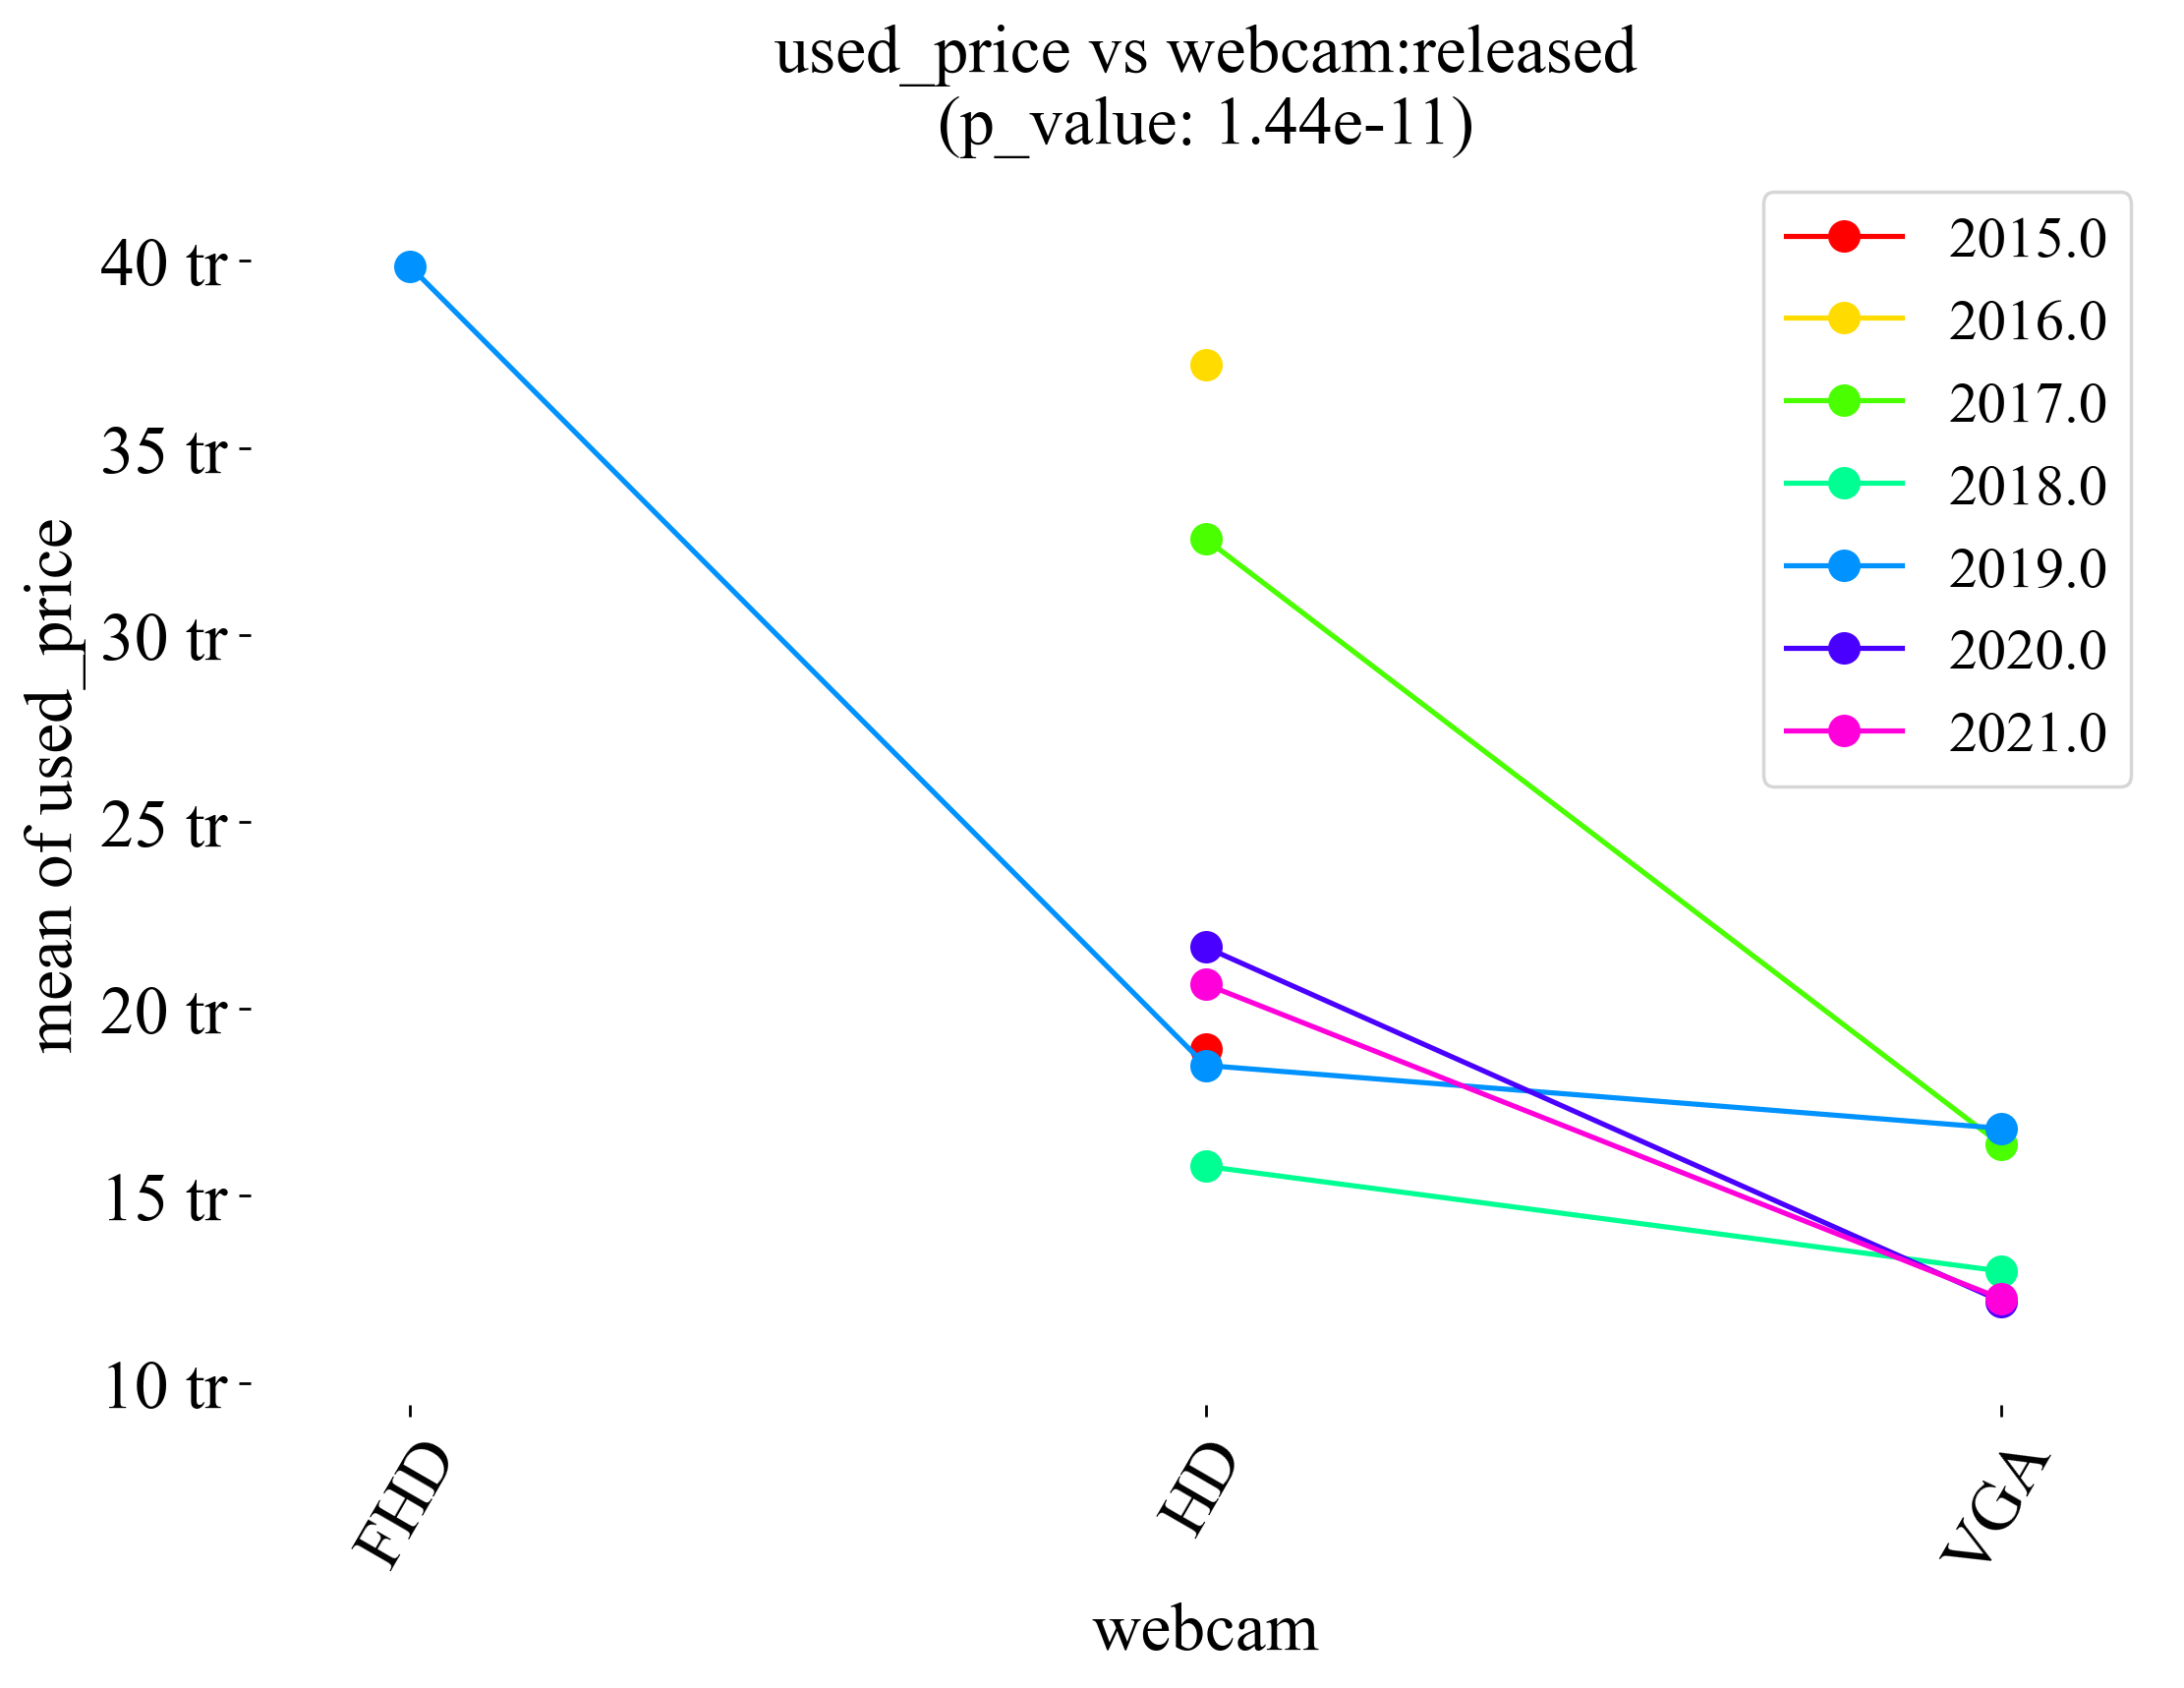 used_price vs webcam:released
(p_value: 1.44e-11)
2015.0
2016.0
2017.0
2018.0
2019.0
2020.0
2021.0
mean of used_price
40 tr
35 tr
30 tr
25 tr
20 tr
15 tr
10 tr
FHD
HD
VGA
webcam